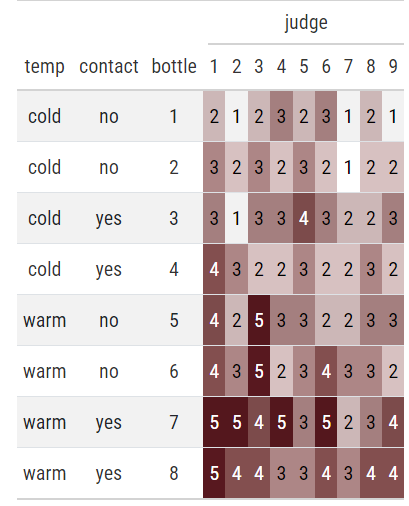 judge
temp contact bottle 1 2 3 4 5 6 7 8 9
cold no 1 2 1 2 3 2 3 1 2 1
cold no 2 3 2 3 2 3 2 1 2 2
cold yes 3 3 1 3 3 4 3 2 2 3
cold yes 4 4 3 2 2 3 2 2 3 2
warm no 5 4 2 5 3 3 2 2 3 3
warm no 6 4 3 5 2 3 4 3 3 2
warm yes 7 5 5 4 5 3 5 2 3 4
warm yes 8 5 4 4 3 3 4 3 4 4